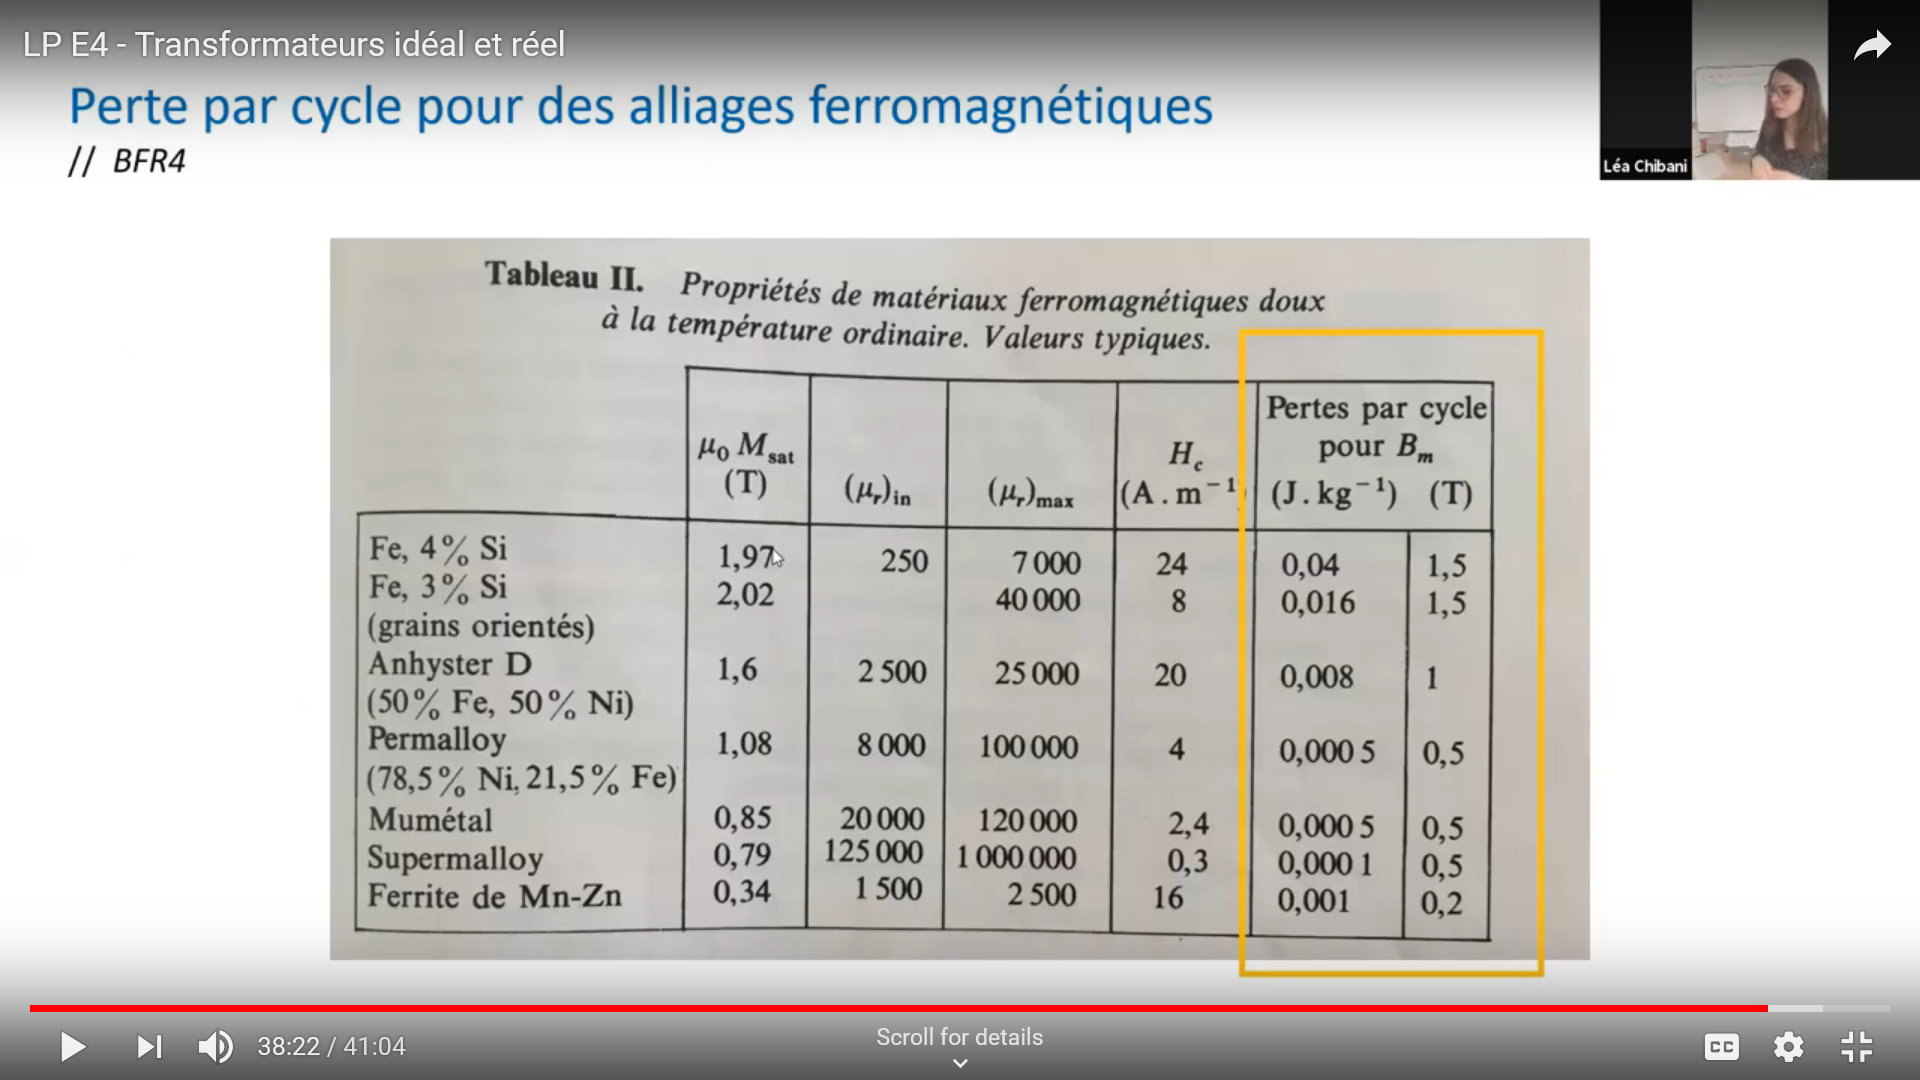 LP E4 - Transformateurs idéal et réel
Perte par cycle pour des alliages ferromagnétiques
// BFR4
Léa Chibani
Tableau II. Propriétés de matériaux ferromagnétiques doux
à la température ordinaire. Valeurs typiques.
μ₀ M_sat (T) (μᵣ)in (μᵣ)max H_c (A . m⁻¹) Pertes par cycle pour B_m (J . kg⁻¹) (T)
Fe, 4% Si 1,97 250 7 000 24 0,04 1,5
Fe, 3% Si 2,02 40 000 8 0,016 1,5
(grains orientés)
Anhyster D 1,6 2 500 25 000 20 0,008 1
(50% Fe, 50% Ni)
Permalloy 1,08 8 000 100 000 4 0,000 5 0,5
(78,5% Ni, 21,5% Fe)
Mumétal 0,85 20 000 120 000 2,4 0,000 5 0,5
Supermalloy 0,79 125 000 1 000 000 0,3 0,000 1 0,5
Ferrite de Mn-Zn 0,34 1 500 2 500 16 0,001 0,2
38:22 / 41:04
Scroll for details
CC